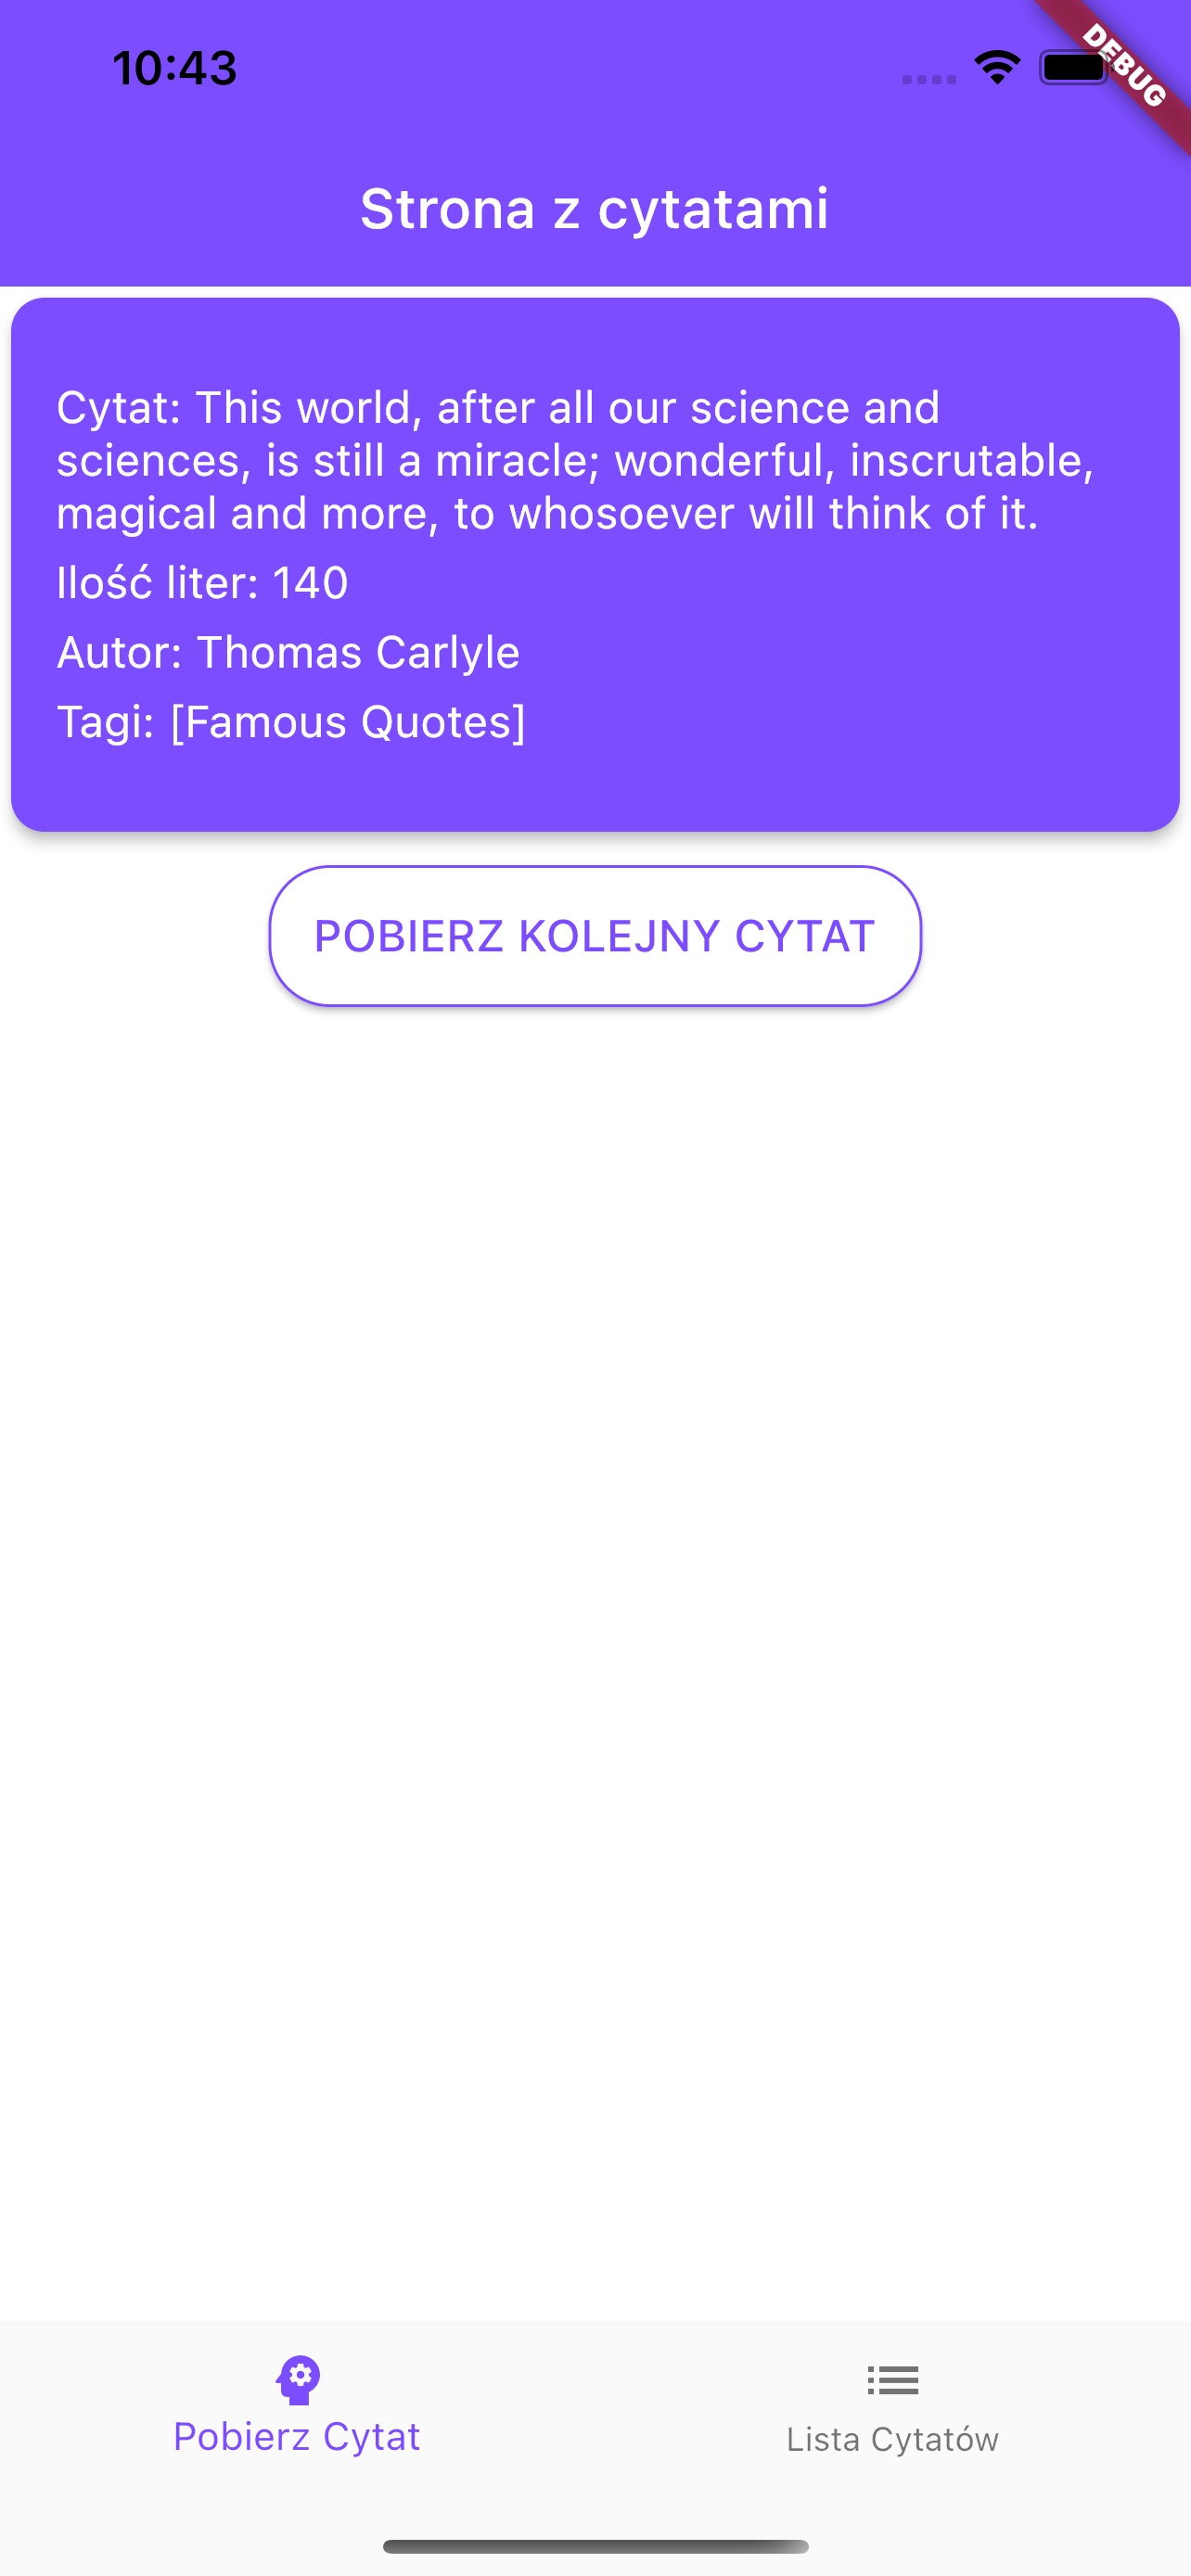 10:43
DEBUG
Strona z cytatami
Cytat: This world, after all our science and
sciences, is still a miracle; wonderful, inscrutable,
magical and more, to whosoever will think of it.
Ilość liter: 140
Autor: Thomas Carlyle
Tagi: [Famous Quotes]
POBIERZ KOLEJNY CYTAT
Pobierz Cytat
Lista Cytatów